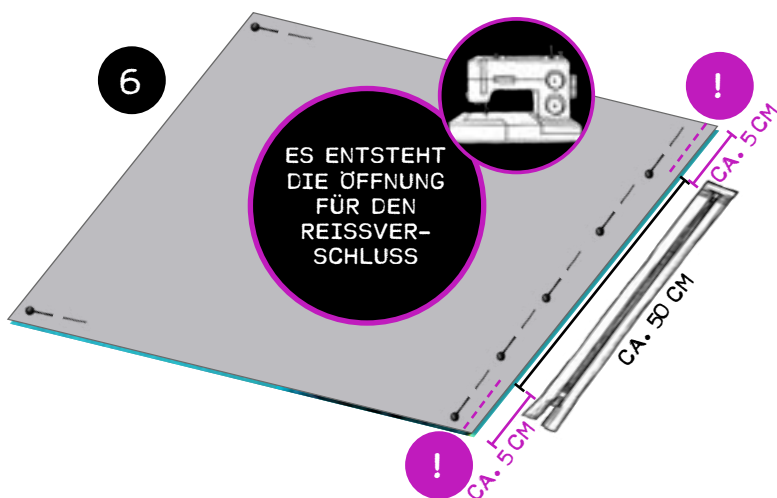 6
ES ENTSTEHT
DIE ÖFFNUNG
FÜR DEN
REISSVER-
SCHLUSS
!
CA. 5 CM
CA. 50 CM
!
CA. 5 CM